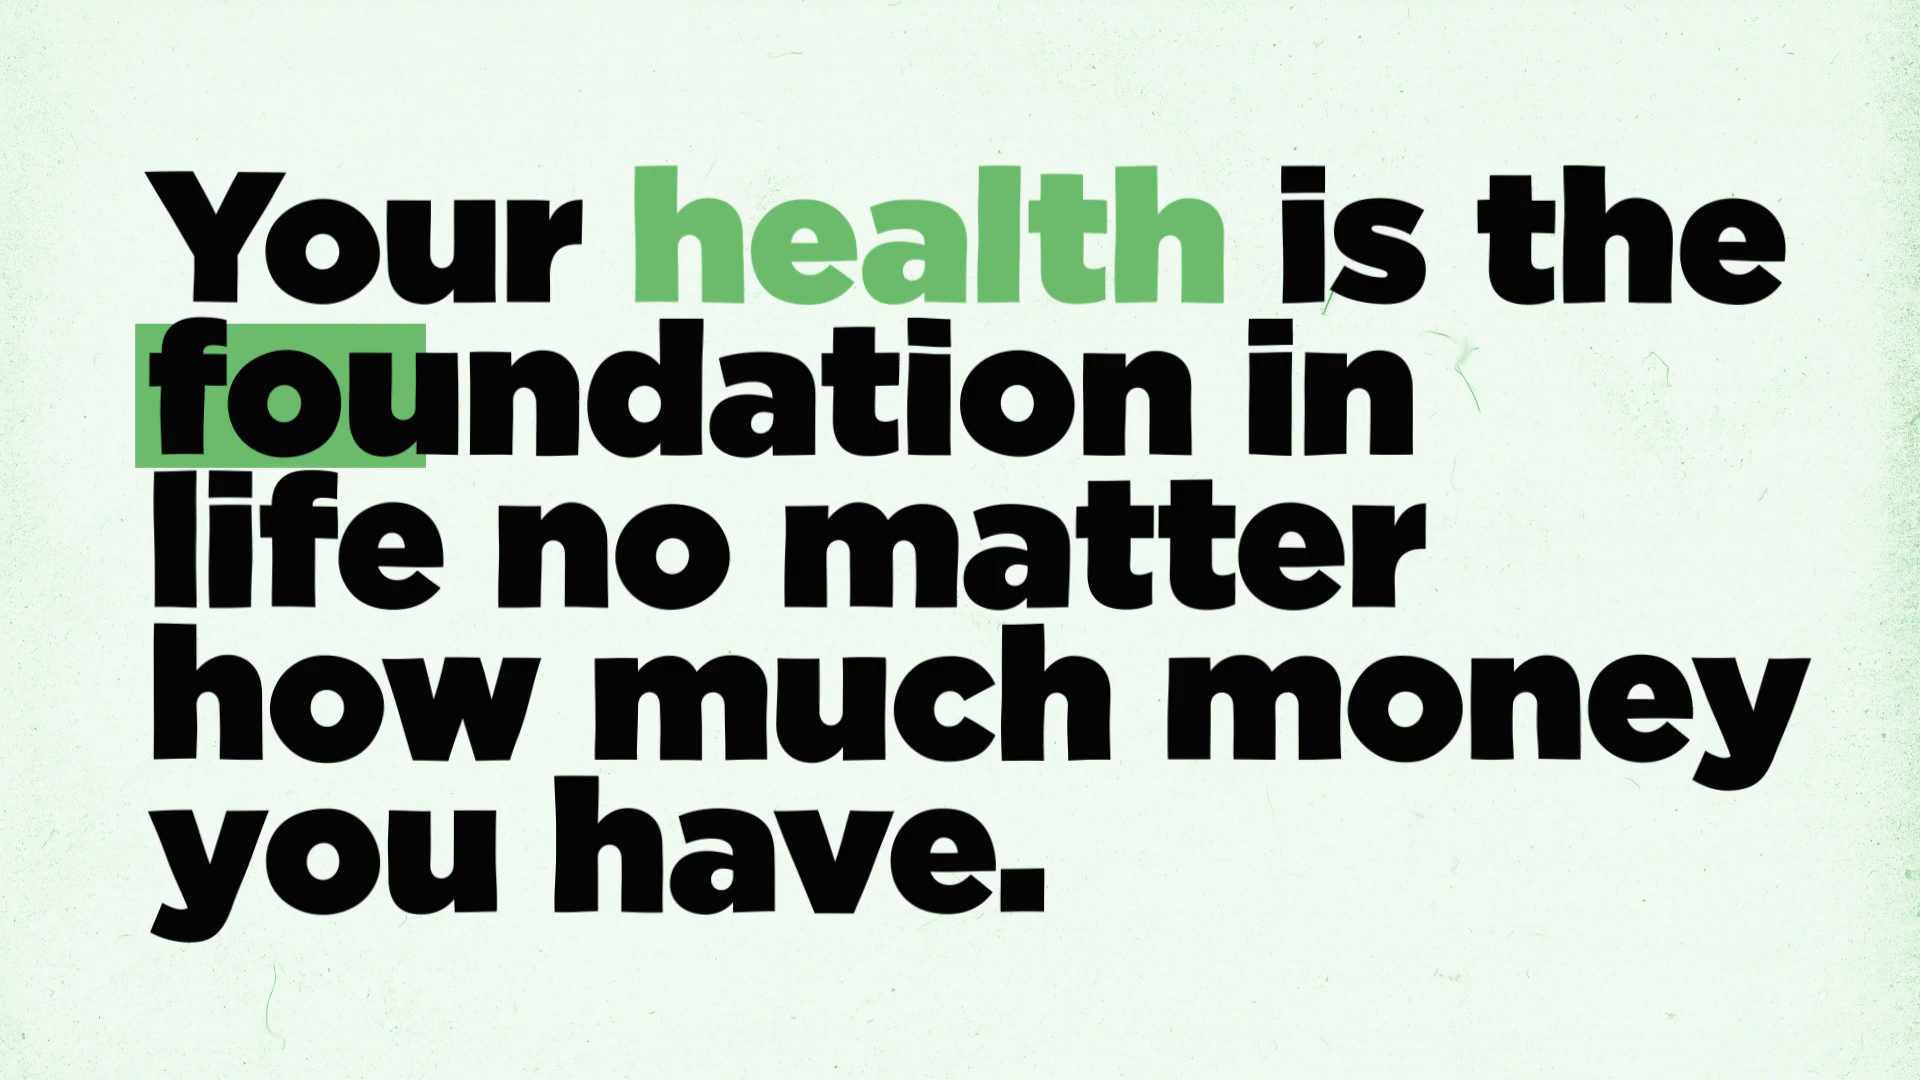 Your health is the
foundation in
life no matter
how much money
you have.